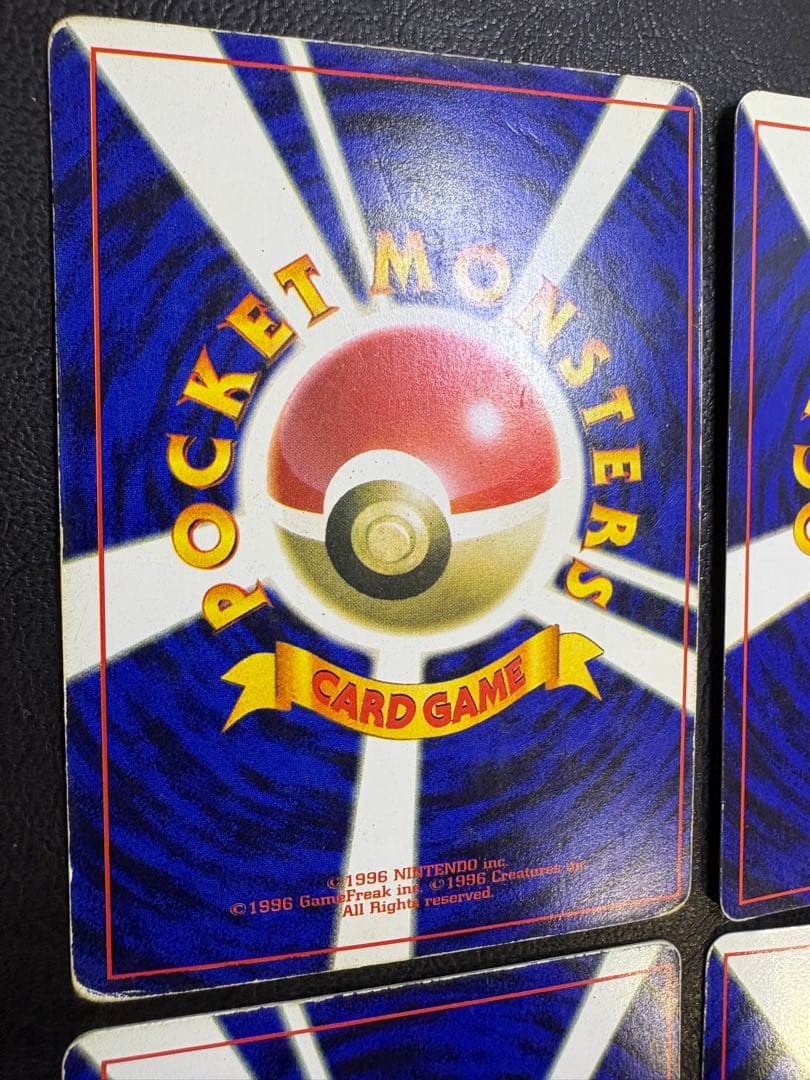 POCKET MONSTERS
CARD GAME
©1996 NINTENDO inc.
©1996 GameFreak inc. ©1996 Creatures inc.
All Rights reserved.